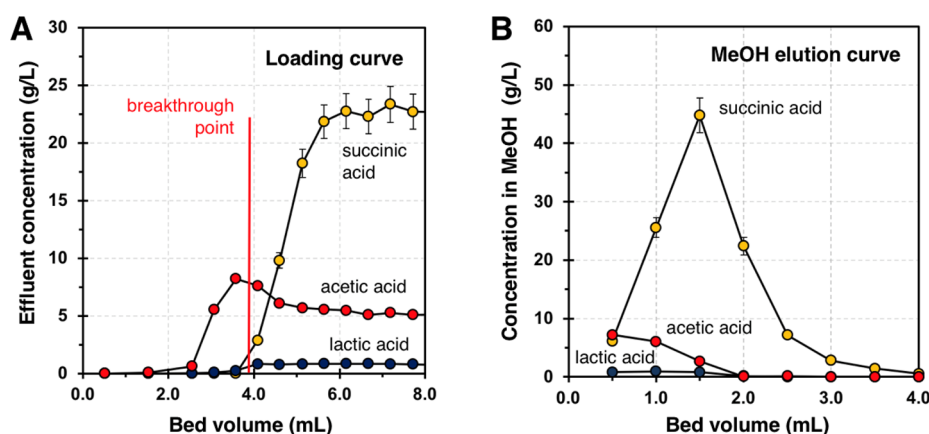 A
Loading curve
Effluent concentration (g/L)
30
25
20
15
10
5
0
breakthrough
point
succinic
acid
acetic acid
lactic acid
0.0
2.0
4.0
6.0
8.0
Bed volume (mL)
B
MeOH elution curve
Concentration in MeOH (g/L)
60
50
40
30
20
10
0
succinic acid
acetic acid
lactic acid
0.0
1.0
2.0
3.0
4.0
Bed volume (mL)